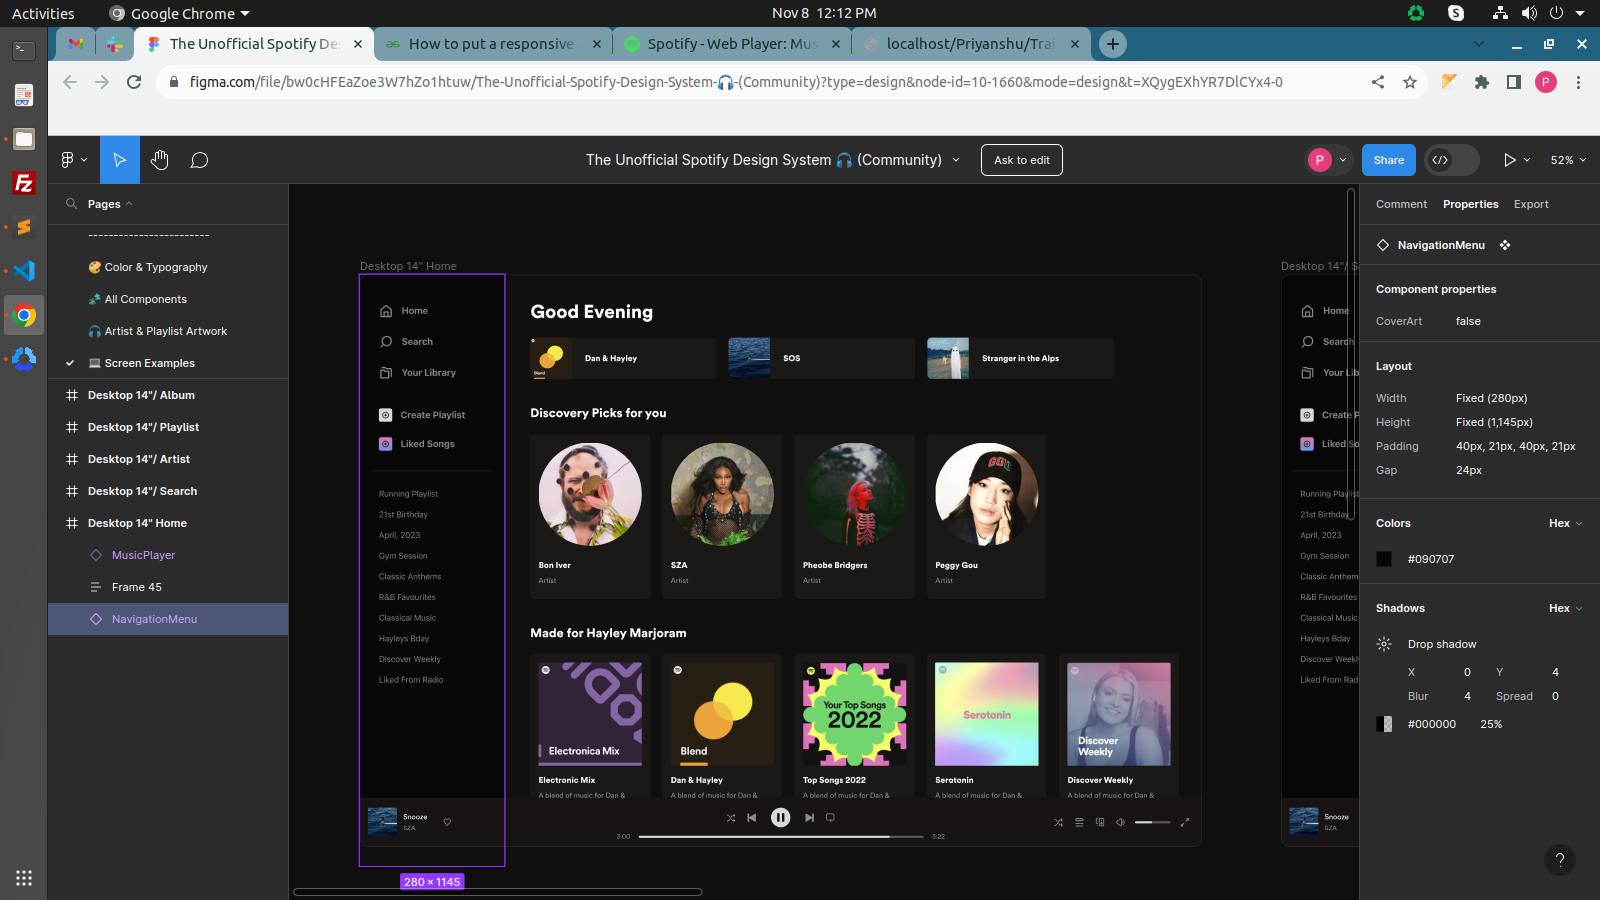 Activities
Google Chrome
Nov 8 12:12 PM
The Unofficial Spotify De
How to put a responsive
Spotify - Web Player: Mus
localhost/Priyanshu/Trai
figma.com/file/bw0cHFEaZoe3W7hZo1htuw/The-Unofficial-Spotify-Design-System-🎧-(Community)?type=design&node-id=10-1660&mode=design&t=XQygEXhYR7DlCYx4-0
P
The Unofficial Spotify Design System 🎧 (Community)
Ask to edit
P
Share
52%
Pages
------------------------
🎨 Color & Typography
All Components
🎧 Artist & Playlist Artwork
💻 Screen Examples
Desktop 14"/ Album
Desktop 14"/ Playlist
Desktop 14"/ Artist
Desktop 14"/ Search
Desktop 14" Home
MusicPlayer
Frame 45
NavigationMenu
Desktop 14" Home
Home
Search
Your Library
Create Playlist
Liked Songs
Running Playlist
21st Birthday
April, 2023
Gym Session
Classic Anthems
R&B Favourites
Classical Music
Hayleys Bday
Discover Weekly
Liked From Radio
Good Evening
Blend
Dan & Hayley
SOS
Stranger in the Alps
Discovery Picks for you
Bon Iver
Artist
SZA
Artist
Pheobe Bridgers
Artist
Peggy Gou
Artist
Made for Hayley Marjoram
Electronica Mix
Electronic Mix
Blend
Dan & Hayley
A blend of music for Dan &
Your Top Songs
2022
Top Songs 2022
Serotonin
Serotonin
A blend of music for Dan &
Discover
Weekly
Discover Weekly
A blend of music for Dan &
Snooze
SZA
3:00
3:22
280 × 1145
Desktop 14"/ S
Home
Search
Your Lib
Create P
Liked So
Running Playlist
21st Birthday
April, 2023
Gym Session
Classic Anthem
R&B Favourites
Classical Music
Hayleys Bday
Discover Weekly
Liked From Rad
Snooze
SZA
Comment
Properties
Export
NavigationMenu
Component properties
CoverArt false
Layout
Width Fixed (280px)
Height Fixed (1,145px)
Padding 40px, 21px, 40px, 21px
Gap 24px
Colors
Hex
#090707
Shadows
Hex
Drop shadow
X 0 Y 4
Blur 4 Spread 0
#000000 25%
?